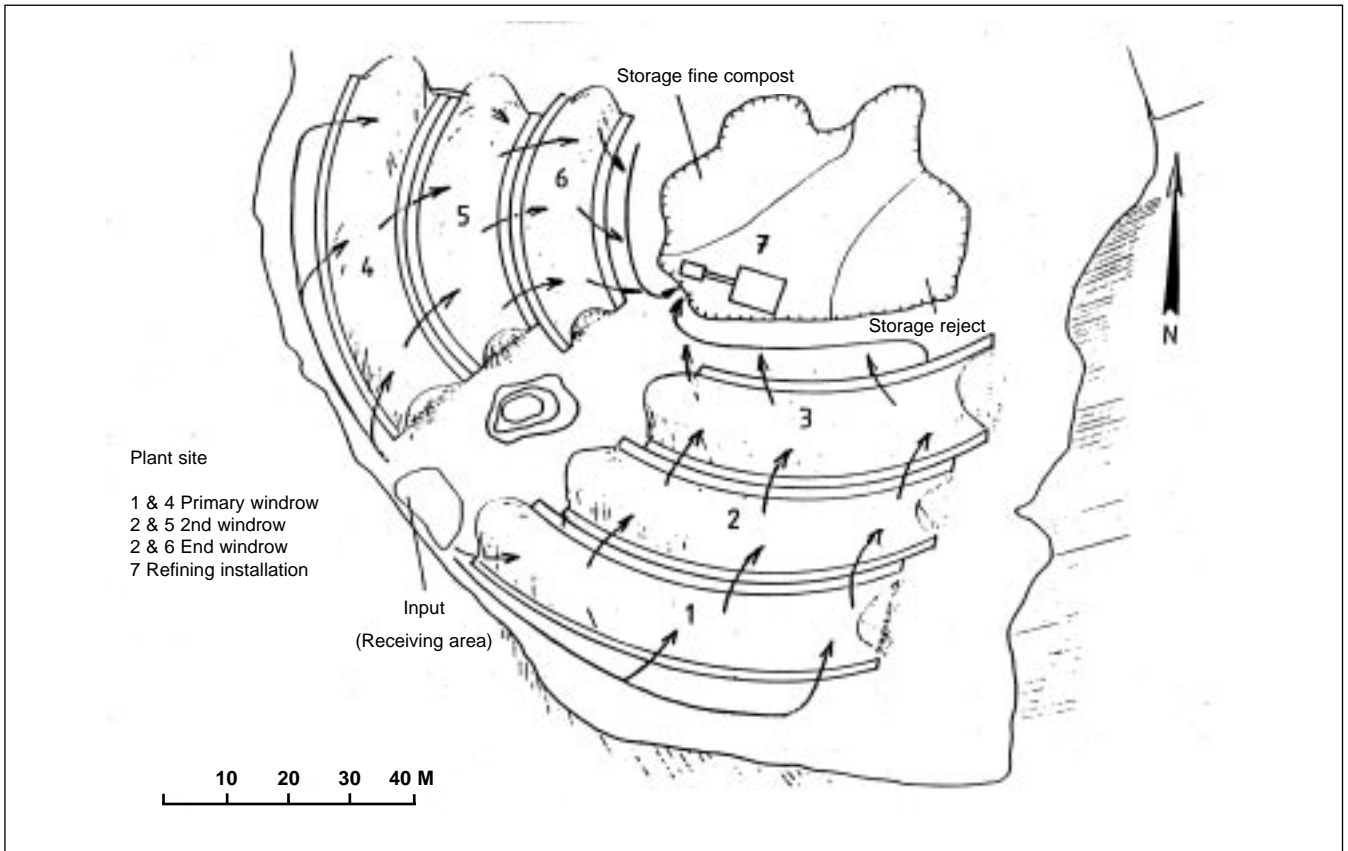 Storage fine compost
6
5
4
7
Storage reject
N
3
Plant site
1 & 4 Primary windrow
2 & 5 2nd windrow
2 & 6 End windrow
7 Refining installation
2
1
Input
(Receiving area)
10 20 30 40 M